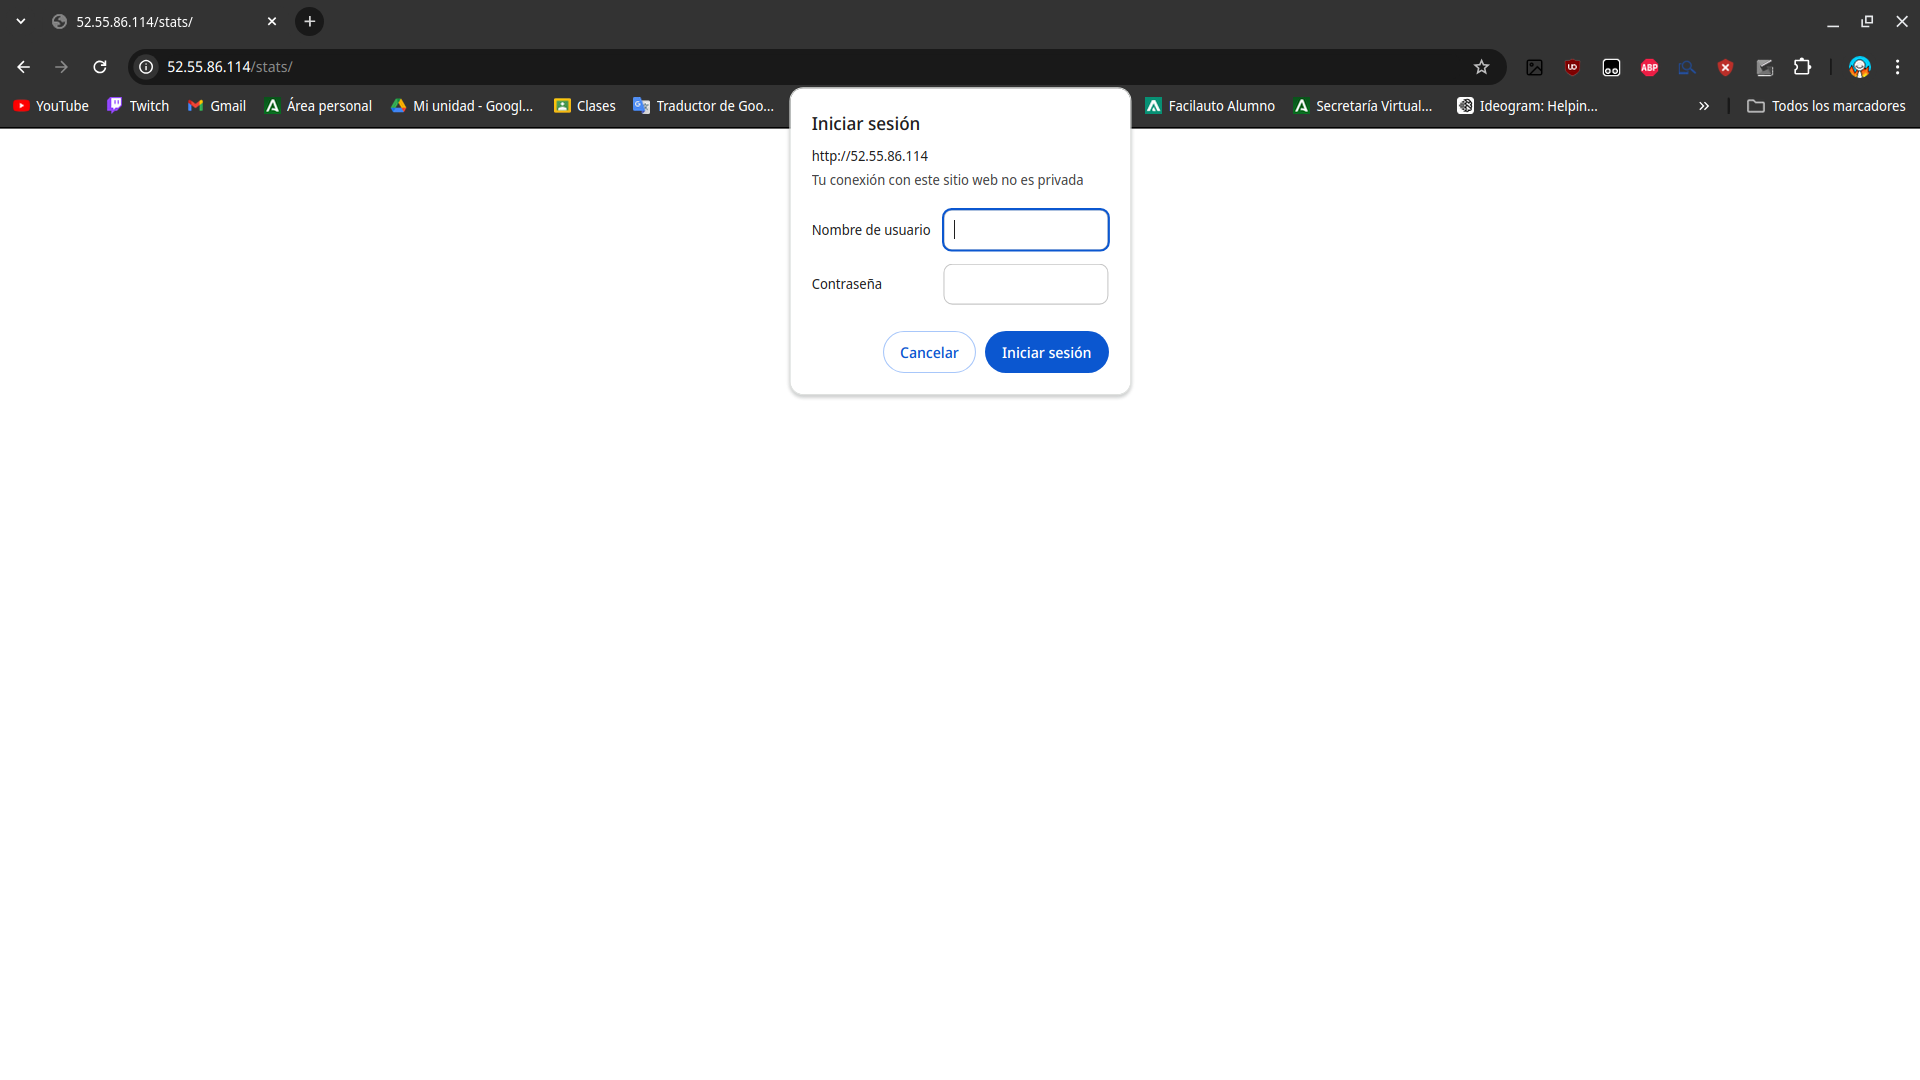 52.55.86.114/stats/
52.55.86.114/stats/
YouTube Twitch Gmail Área personal Mi unidad - Googl... Clases Traductor de Goo... Facilauto Alumno Secretaría Virtual... Ideogram: Helpin... » Todos los marcadores
Iniciar sesión
http://52.55.86.114
Tu conexión con este sitio web no es privada
Nombre de usuario
Contraseña
Cancelar Iniciar sesión